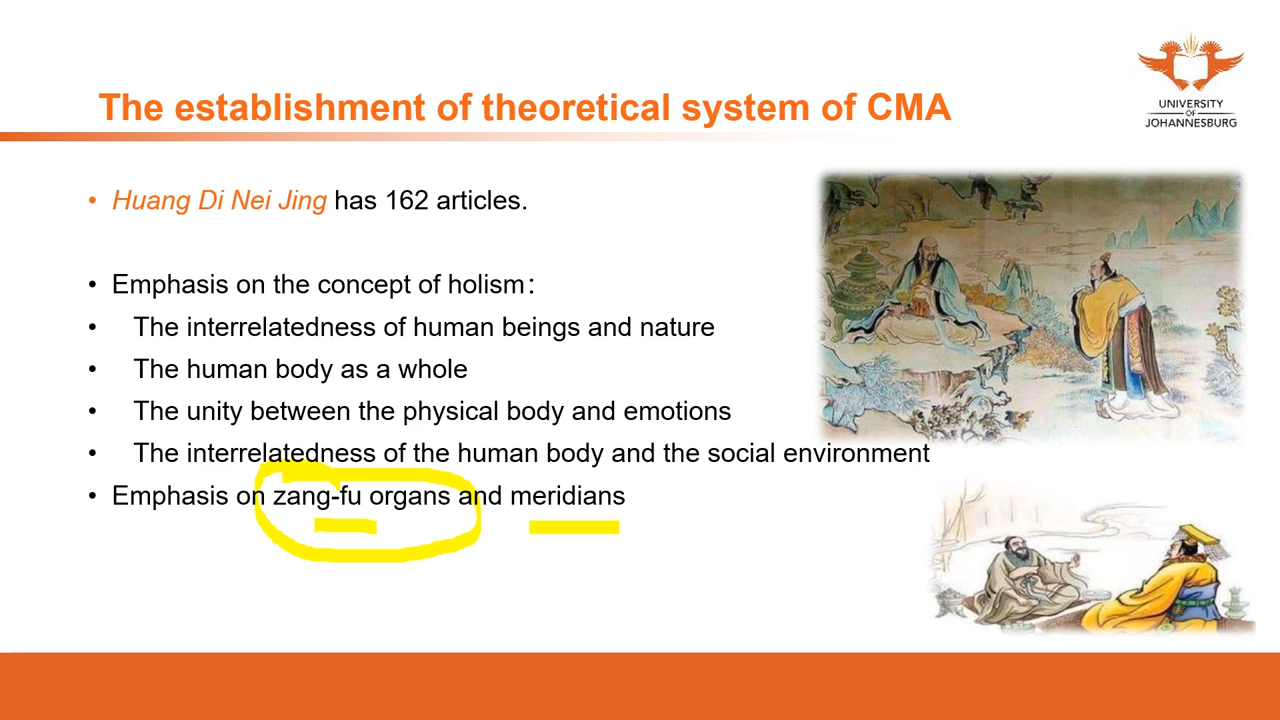 The establishment of theoretical system of CMA
UNIVERSITY
OF
JOHANNESBURG
• Huang Di Nei Jing has 162 articles.
• Emphasis on the concept of holism：
• The interrelatedness of human beings and nature
• The human body as a whole
• The unity between the physical body and emotions
• The interrelatedness of the human body and the social environment
• Emphasis on zang-fu organs and meridians